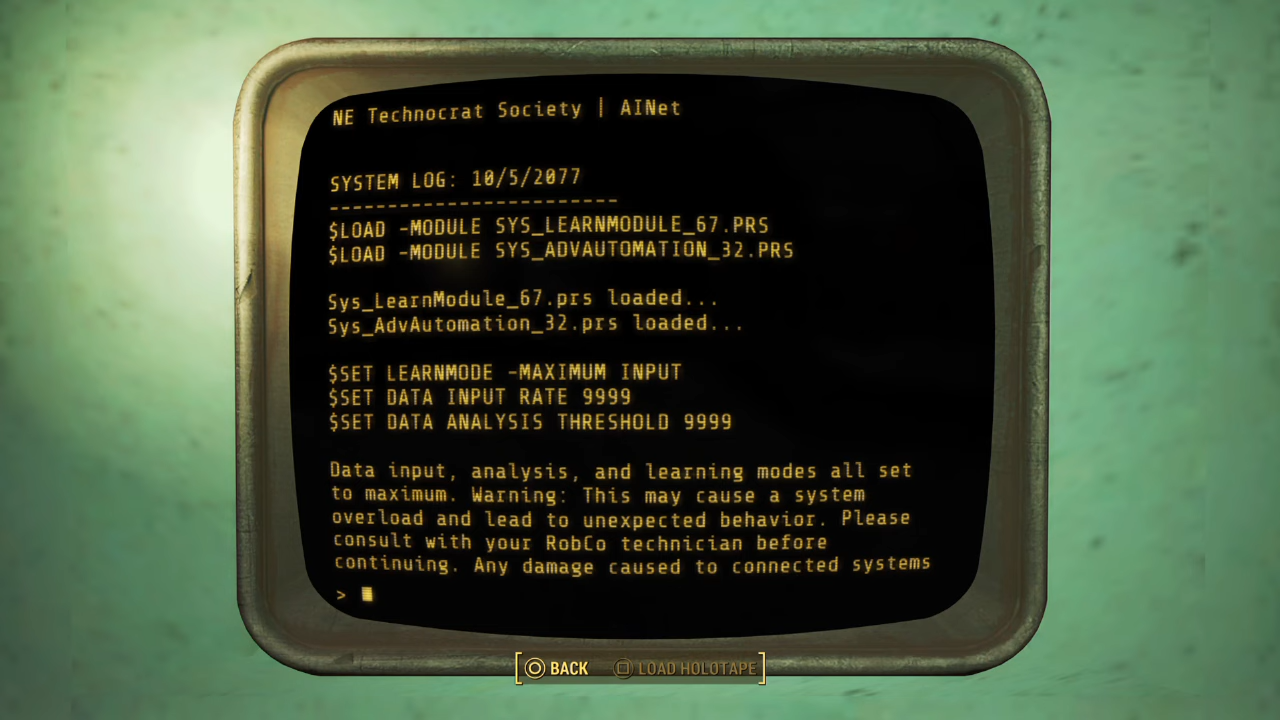 NE Technocrat Society | AINet
SYSTEM LOG: 10/5/2077
------------------------
$LOAD -MODULE SYS_LEARNMODULE_67.PRS
$LOAD -MODULE SYS_ADVAUTOMATION_32.PRS
Sys_LearnModule_67.prs loaded...
Sys_AdvAutomation_32.prs loaded...
$SET LEARNMODE -MAXIMUM INPUT
$SET DATA INPUT RATE 9999
$SET DATA ANALYSIS THRESHOLD 9999
Data input, analysis, and learning modes all set
to maximum. Warning: This may cause a system
overload and lead to unexpected behavior. Please
consult with your RobCo technician before
continuing. Any damage caused to connected systems
>
BACK LOAD HOLOTAPE